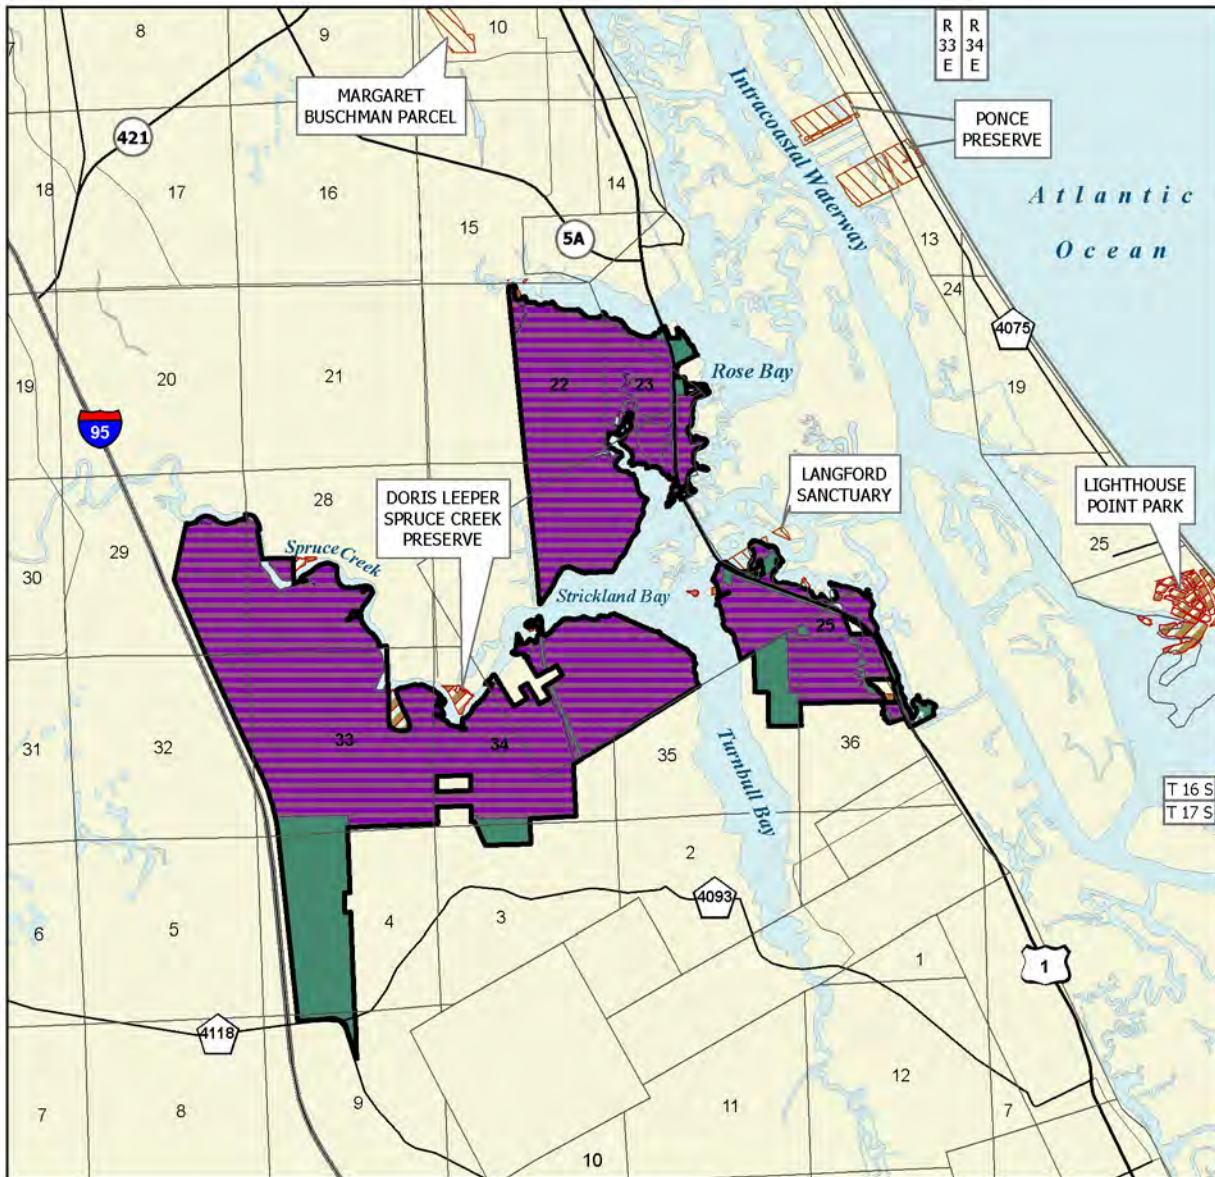 8
9
10
R
33
E
R
34
E
7
MARGARET
BUSCHMAN PARCEL
Intracoastal Waterway
PONCE
PRESERVE
421
18
17
16
14
15
Atlantic
Ocean
5A
13
24
4075
19
20
21
22
23
Rose Bay
19
95
28
DORIS LEEPER
SPRUCE CREEK
PRESERVE
LANGFORD
SANCTUARY
LIGHTHOUSE
POINT PARK
29
30
Spruce Creek
25
Strickland Bay
25
31
32
33
34
35
36
Turnbull Bay
T 16 S
T 17 S
2
4093
6
5
4
3
1
1
4118
12
7
8
9
11
7
10